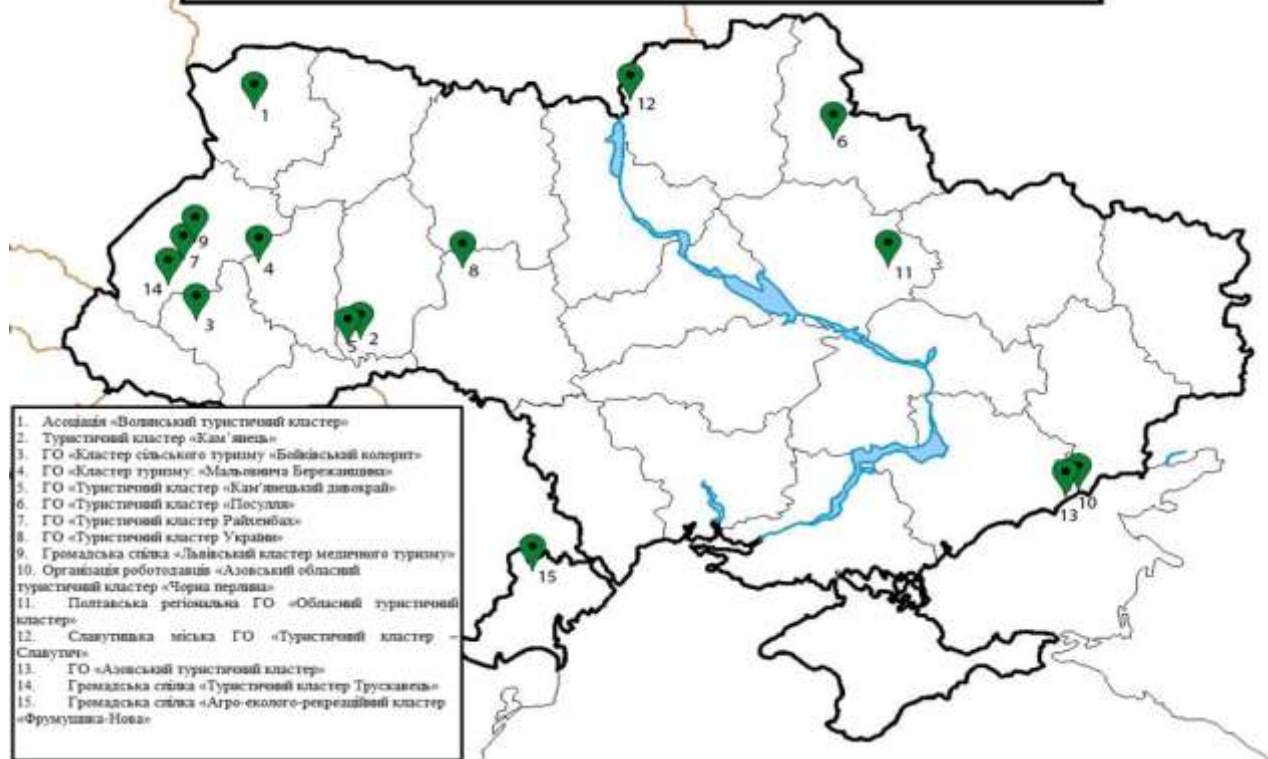 1
12
6
9
7
14
3
4
8
5
2
11
13
10
15
1. Асоціація «Волинський туристичний кластер»
2. Туристичний кластер «Кам'янець»
3. ГО «Кластер сільського туризму «Бойківський колорит»
4. ГО «Кластер туризму: «Мальовнича Бережанщина»
5. ГО «Туристичний кластер «Кам'янецький дивокрай»
6. ГО «Туристичний кластер «Посулля»
7. ГО «Туристичний кластер Райхенбах»
8. ГО «Туристичний кластер України»
9. Громадська спілка «Львівський кластер медичного туризму»
10. Організація роботодавців «Азовський обласний
туристичний кластер «Чорна перлина»
11. Полтавська регіональна ГО «Обласний туристичний
кластер»
12. Славутицька міська ГО «Туристичний кластер –
Славутич»
13. ГО «Азовський туристичний кластер»
14. Громадська спілка «Туристичний кластер Трускавець»
15. Громадська спілка «Агро-еколого-рекреаційний кластер
«Фрумушика-Нова»